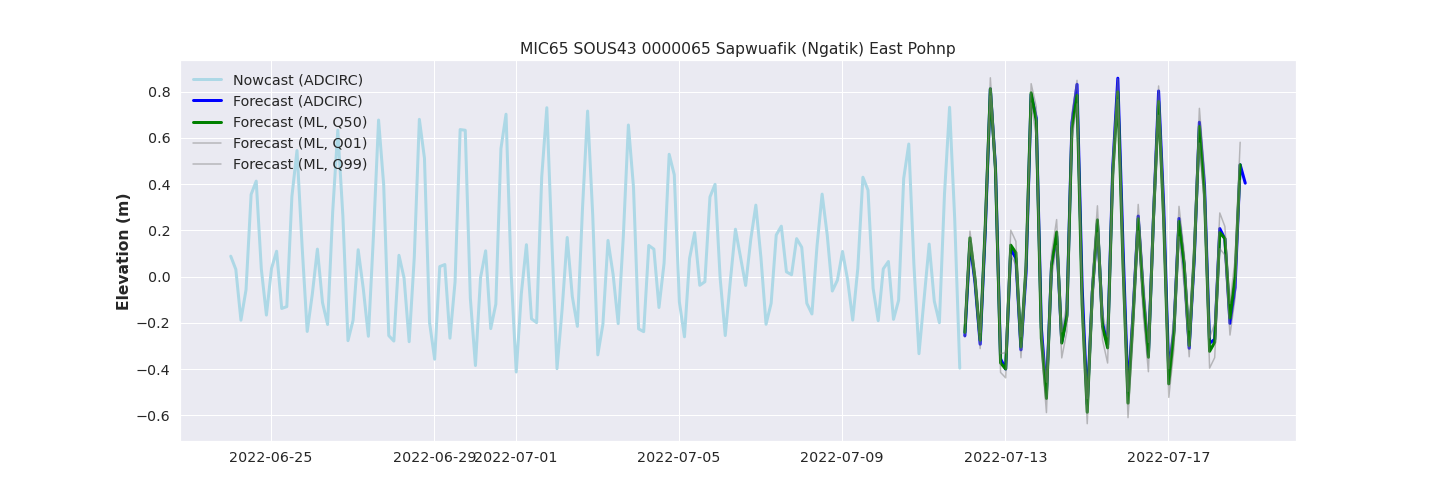 MIC65 SOUS43 0000065 Sapwuafik (Ngatik) East Pohnp
Nowcast (ADCIRC)
Forecast (ADCIRC)
Forecast (ML, Q50)
Forecast (ML, Q01)
Forecast (ML, Q99)
Elevation (m)
0.8
0.6
0.4
0.2
0.0
−0.2
−0.4
−0.6
2022-06-25
2022-06-29
2022-07-01
2022-07-05
2022-07-09
2022-07-13
2022-07-17